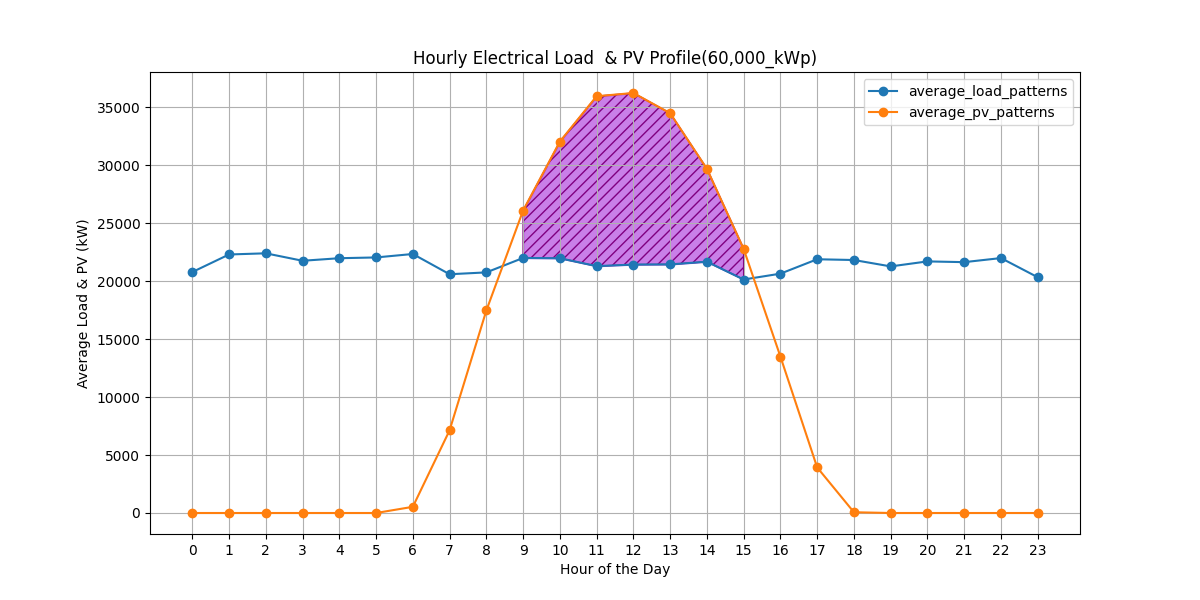 Hourly Electrical Load  & PV Profile(60,000_kWp)
average_load_patterns
average_pv_patterns
Average Load & PV (kW)
35000
30000
25000
20000
15000
10000
5000
0
0 1 2 3 4 5 6 7 8 9 10 11 12 13 14 15 16 17 18 19 20 21 22 23
Hour of the Day